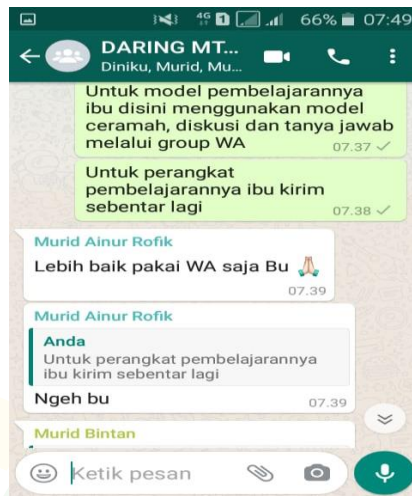 4G 1 66% 07:49
DARING MT...
Diniku, Murid, Mu...
Untuk model pembelajarannya
ibu disini menggunakan model
ceramah, diskusi dan tanya jawab
melalui group WA
07.37
Untuk perangkat
pembelajarannya ibu kirim
sebentar lagi
07.38
Murid Ainur Rofik
Lebih baik pakai WA saja Bu 🙏🏻
07.39
Murid Ainur Rofik
Anda
Untuk perangkat pembelajarannya
ibu kirim sebentar lagi
Ngeh bu
07.39
Murid Bintan
Ketik pesan